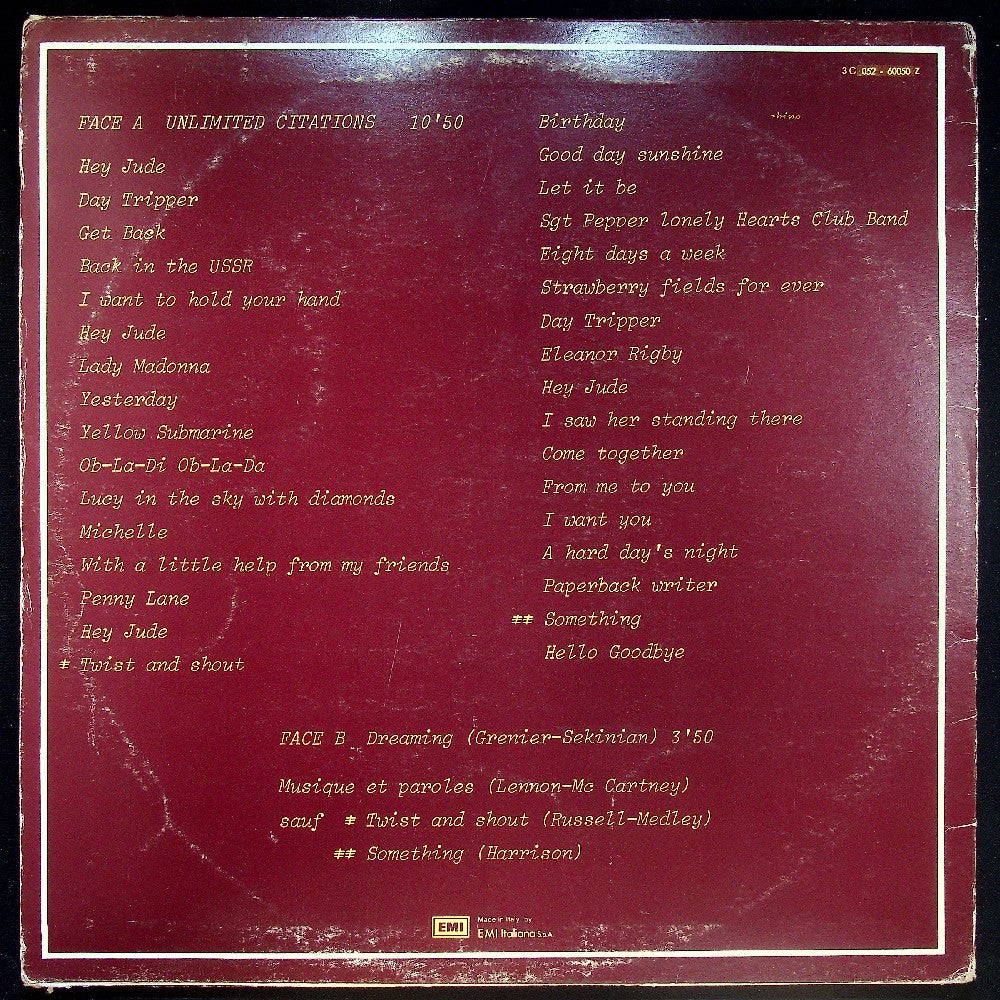 3C 052 - 60050 Z
FACE A UNLIMITED CITATIONS 10'50
Hey Jude
Day Tripper
Get Back
Back in the USSR
I want to hold your hand
Hey Jude
Lady Madonna
Yesterday
Yellow Submarine
Ob-La-Di Ob-La-Da
Lucy in the sky with diamonds
Michelle
With a little help from my friends
Penny Lane
Hey Jude
* Twist and shout
Birthday
Good day sunshine
Let it be
Sgt Pepper lonely Hearts Club Band
Eight days a week
Strawberry fields for ever
Day Tripper
Eleanor Rigby
Hey Jude
I saw her standing there
Come together
From me to you
I want you
A hard day's night
Paperback writer
** Something
Hello Goodbye
FACE B Dreaming (Grenier-Sekinian) 3'50
Musique et paroles (Lennon-Mc Cartney)
sauf * Twist and shout (Russell-Medley)
** Something (Harrison)
EMI
Made in Italy by
EMI Italiana S.p.A.